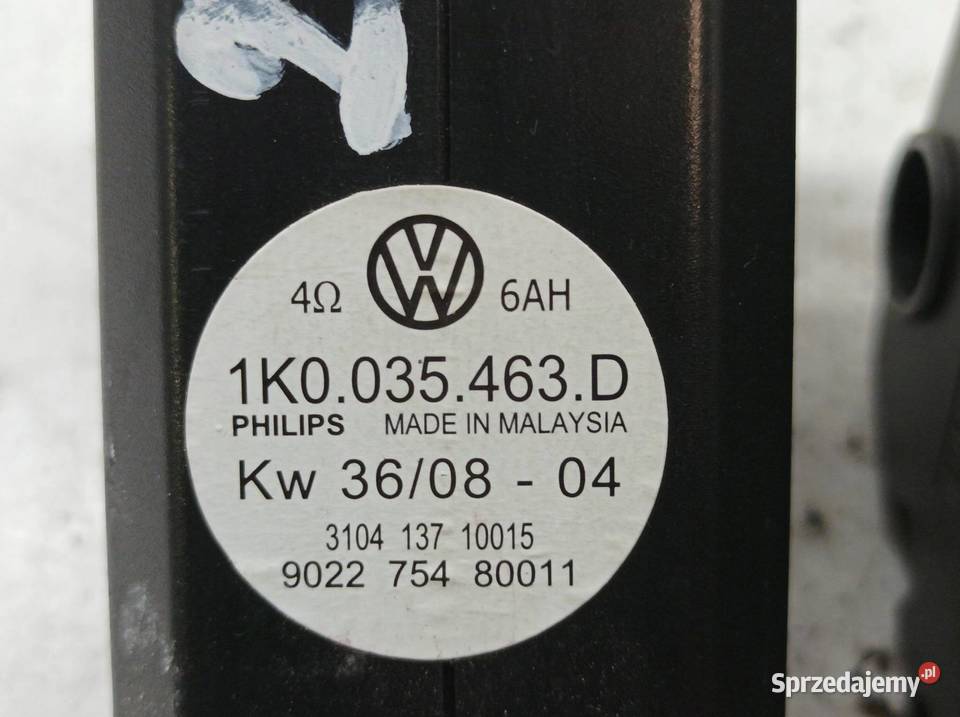 4Ω 6AH
1K0.035.463.D
PHILIPS MADE IN MALAYSIA
Kw 36/08 - 04
3104 137 10015
9022 754 80011
Sprzedajemy.pl